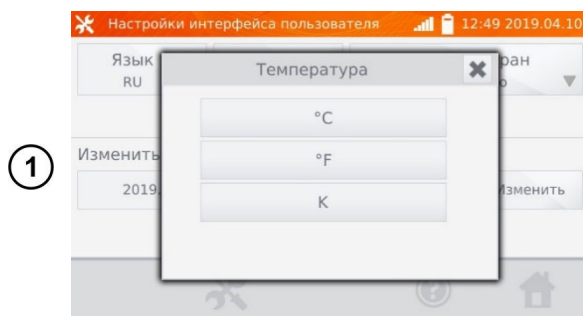 Настройки интерфейса пользователя 12:49 2019.04.10
Язык
RU
Температура
°C
°F
K
1
Изменить
2019.
Изменить